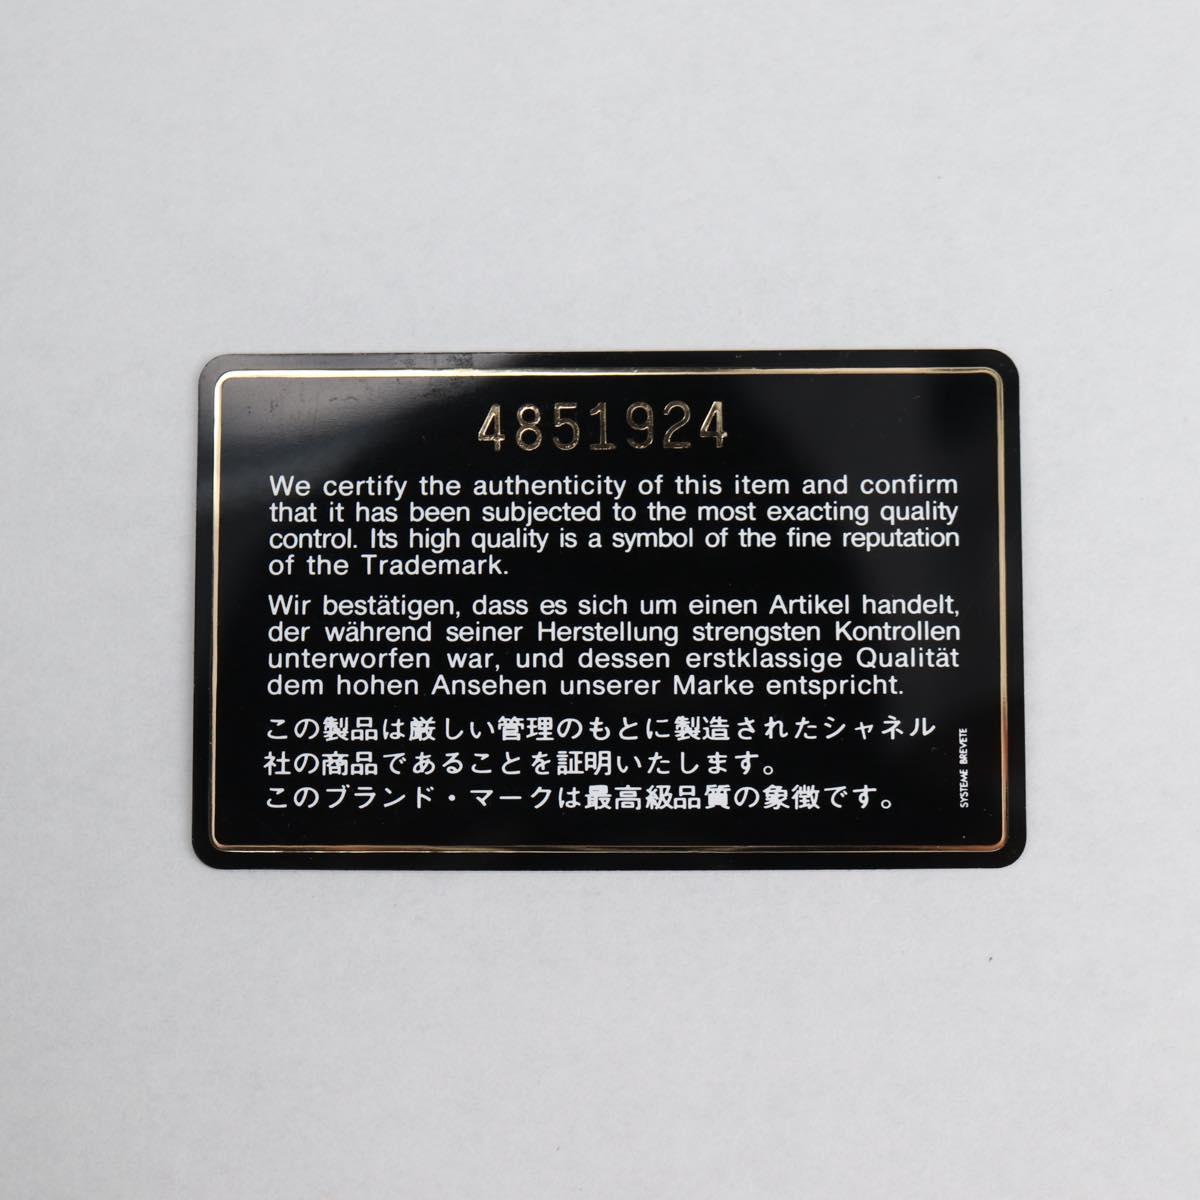 4851924
We certify the authenticity of this item and confirm
that it has been subjected to the most exacting quality
control. Its high quality is a symbol of the fine reputation
of the Trademark.
Wir bestätigen, dass es sich um einen Artikel handelt,
der während seiner Herstellung strengsten Kontrollen
unterworfen war, und dessen erstklassige Qualität
dem hohen Ansehen unserer Marke entspricht.
この製品は厳しい管理のもとに製造されたシャネル
社の商品であることを証明いたします。
このブランド・マークは最高級品質の象徴です。
SYSTEME BREVETE